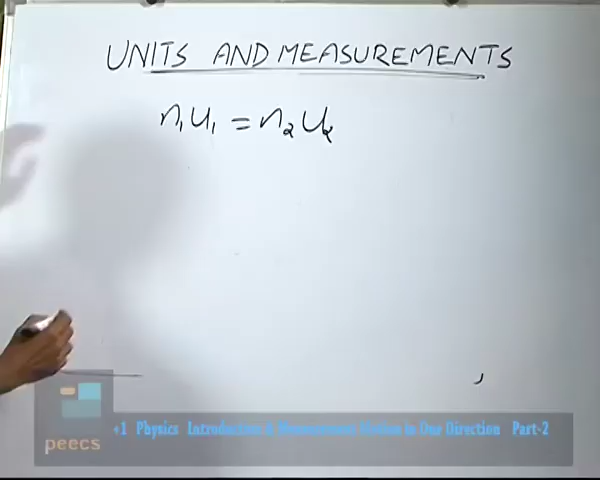 UNITS AND MEASUREMENTS
n₁u₁ = n₂u₂
+1 Physics Introduction & Measurement Motion in One Direction Part-2
peecs